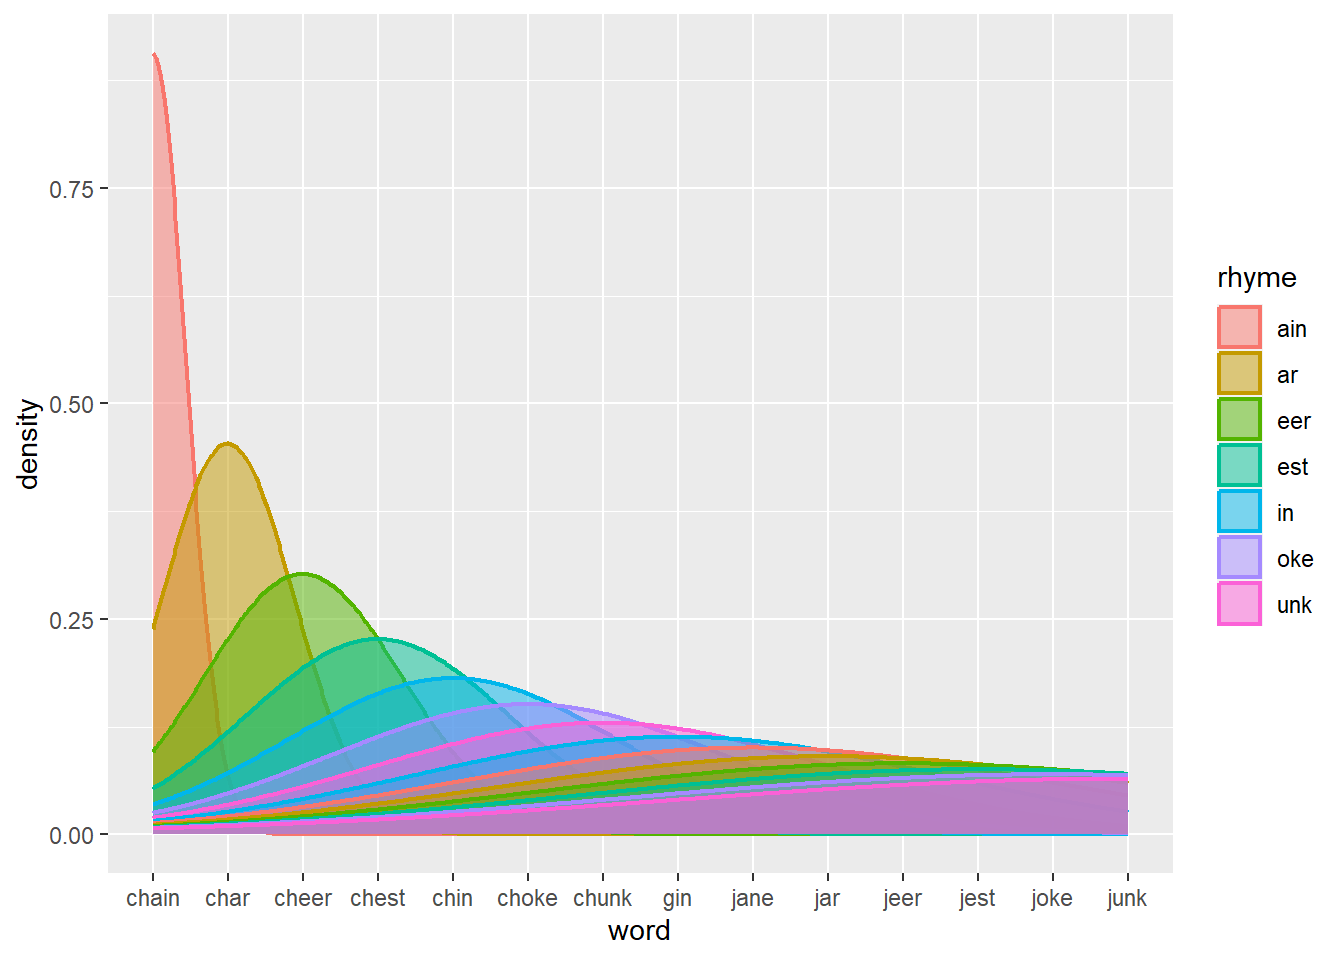 density
0.75
0.50
0.25
0.00
chain char cheer chest chin choke chunk gin jane jar jeer jest joke junk
word
rhyme
ain
ar
eer
est
in
oke
unk